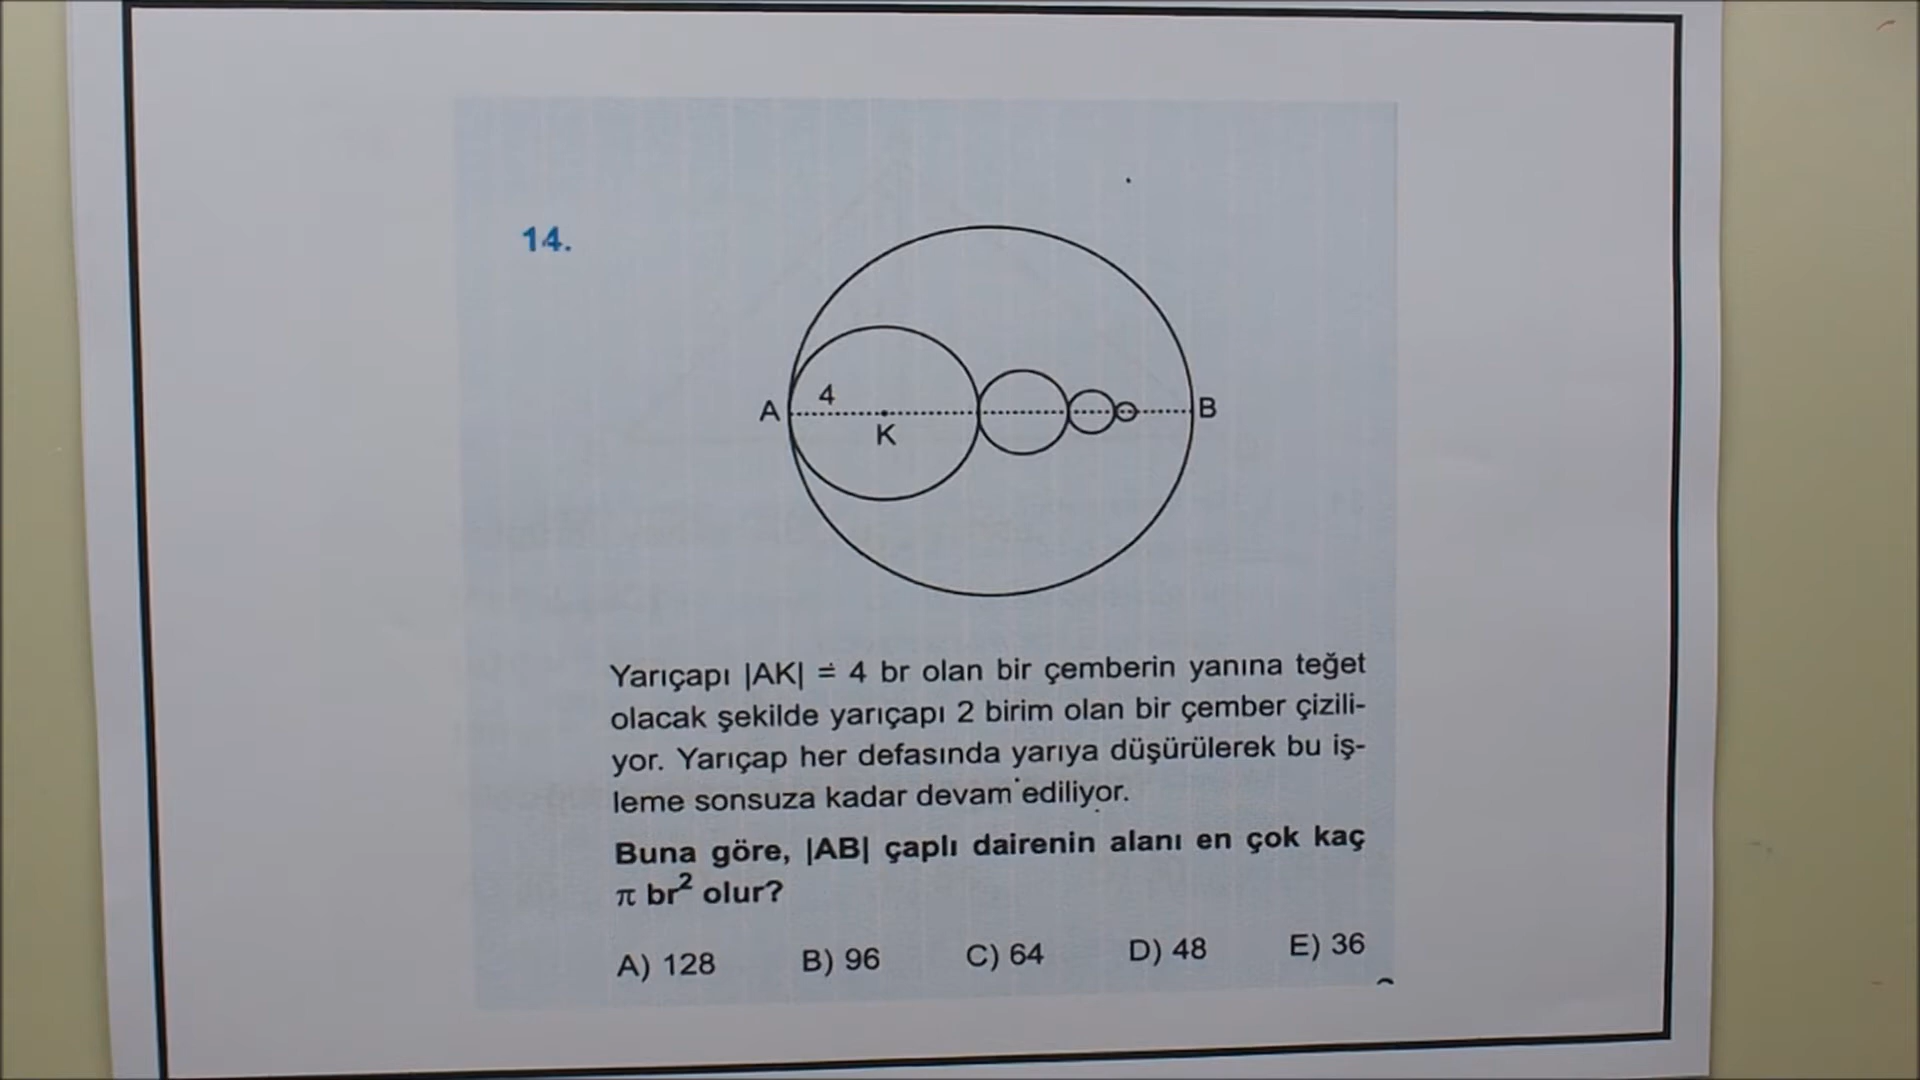 14.
4
A
B
K
Yarıçapı |AK| = 4 br olan bir çemberin yanına teğet
olacak şekilde yarıçapı 2 birim olan bir çember çizili-
yor. Yarıçap her defasında yarıya düşürülerek bu iş-
leme sonsuza kadar devam ediliyor.
Buna göre, |AB| çaplı dairenin alanı en çok kaç
π br² olur?
A) 128 B) 96 C) 64 D) 48 E) 36